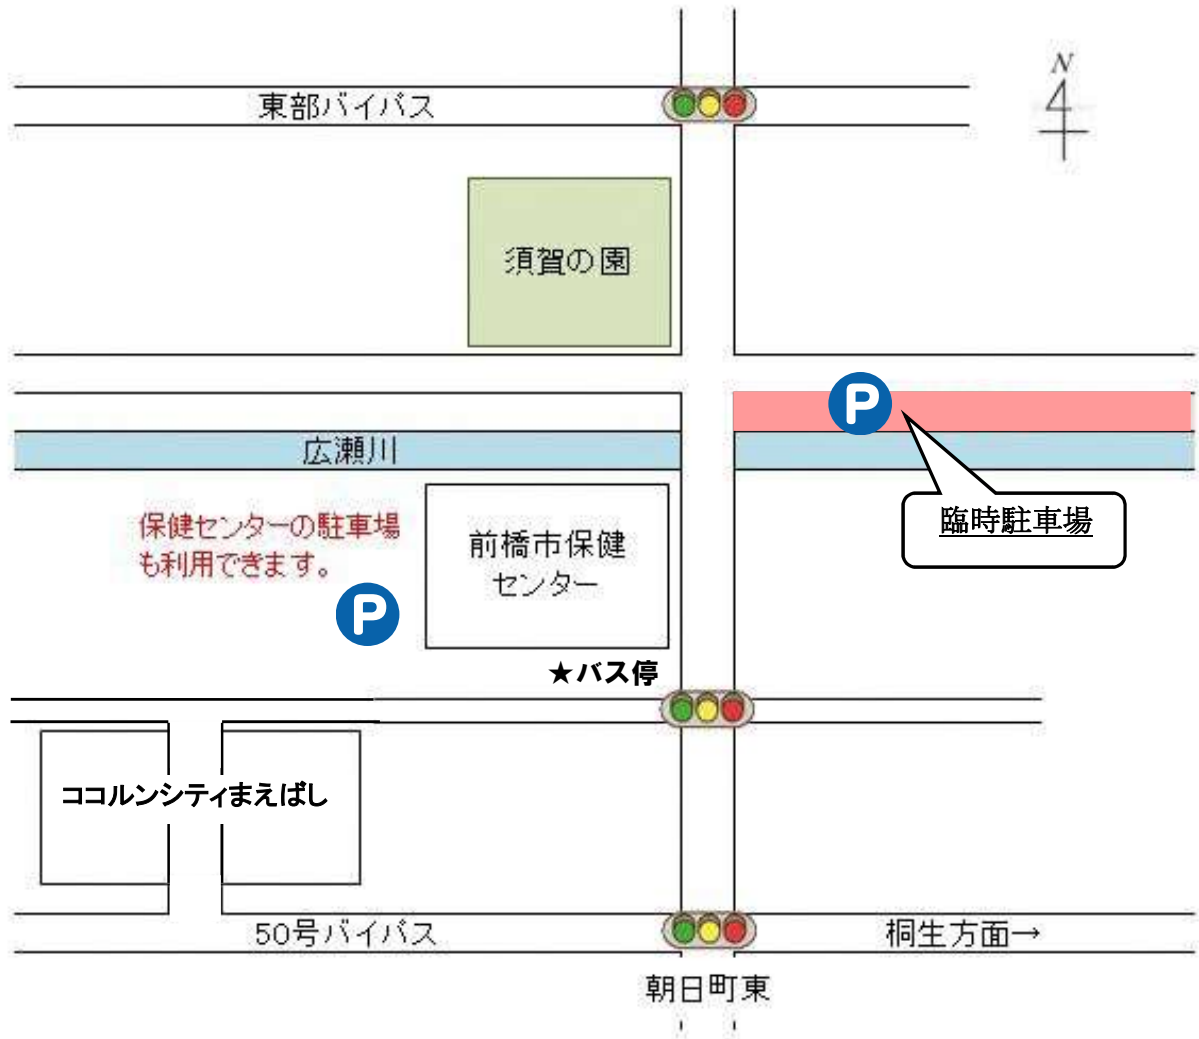 N
東部バイパス
須賀の園
P
広瀬川
臨時駐車場
保健センターの駐車場
も利用できます。
前橋市保健
センター
P
★バス停
ココルンシティまえばし
50号バイパス
桐生方面→
朝日町東